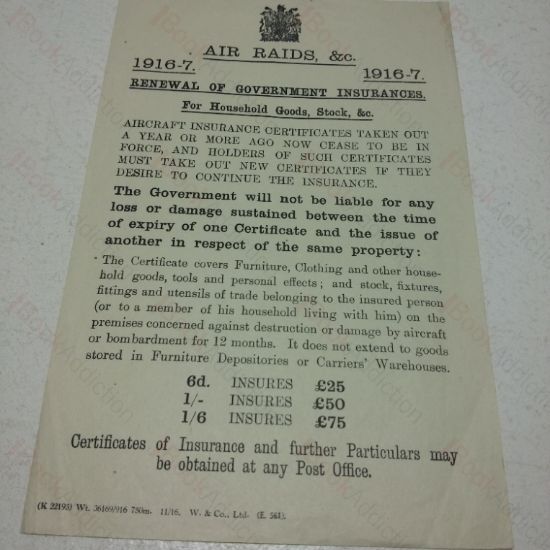 AIR RAIDS, &c.
1916-7. 1916-7.
RENEWAL OF GOVERNMENT INSURANCES.
For Household Goods, Stock, &c.
AIRCRAFT INSURANCE CERTIFICATES TAKEN OUT
A YEAR OR MORE AGO NOW CEASE TO BE IN
FORCE, AND HOLDERS OF SUCH CERTIFICATES
MUST TAKE OUT NEW CERTIFICATES IF THEY
DESIRE TO CONTINUE THE INSURANCE.
The Government will not be liable for any
loss or damage sustained between the time
of expiry of one Certificate and the issue of
another in respect of the same property:
The Certificate covers Furniture, Clothing and other house-
hold goods, tools and personal effects; and stock, fixtures,
fittings and utensils of trade belonging to the insured person
(or to a member of his household living with him) on the
premises concerned against destruction or damage by aircraft
or bombardment for 12 months. It does not extend to goods
stored in Furniture Depositories or Carriers' Warehouses.
6d. INSURES £25
1/- INSURES £50
1/6 INSURES £75
Certificates of Insurance and further Particulars may
be obtained at any Post Office.
(K 22193) Wt. 36169/916 750m. 11/16. W. & Co., Ltd. (E. 561).